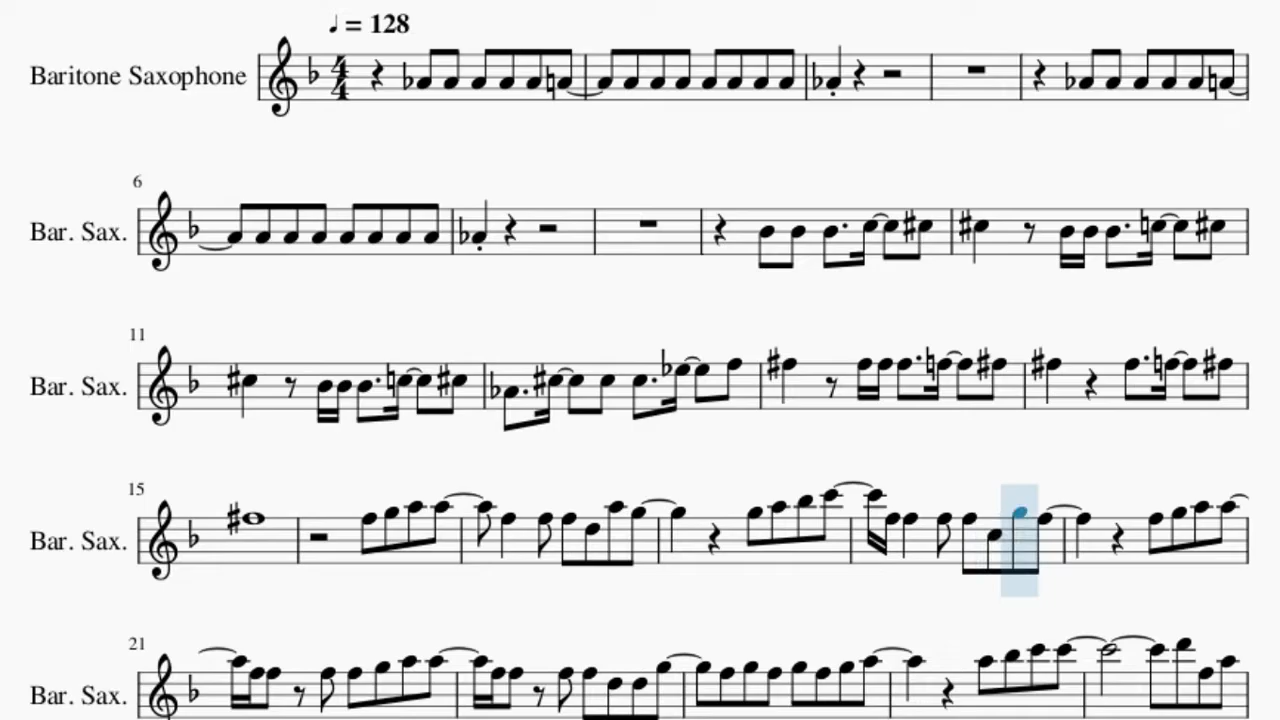 ♩ = 128
Baritone Saxophone
4
4
6
Bar. Sax.
11
Bar. Sax.
15
Bar. Sax.
21
Bar. Sax.